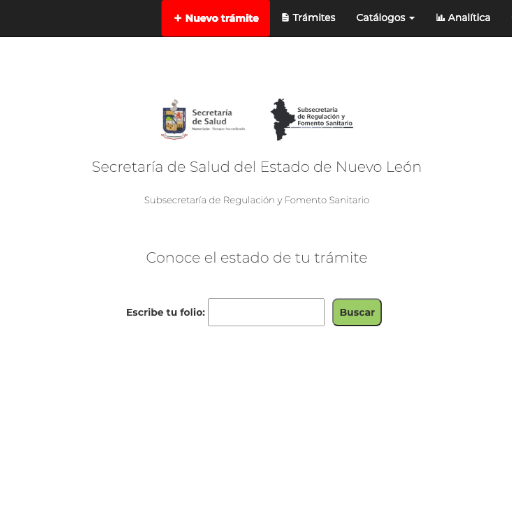 + Nuevo trámite
Trámites
Catálogos
Analítica
Secretaría
de Salud
Subsecretaría
de Regulación y
Fomento Sanitario
Secretaría de Salud del Estado de Nuevo León
Subsecretaría de Regulación y Fomento Sanitario
Conoce el estado de tu trámite
Escribe tu folio:
Buscar